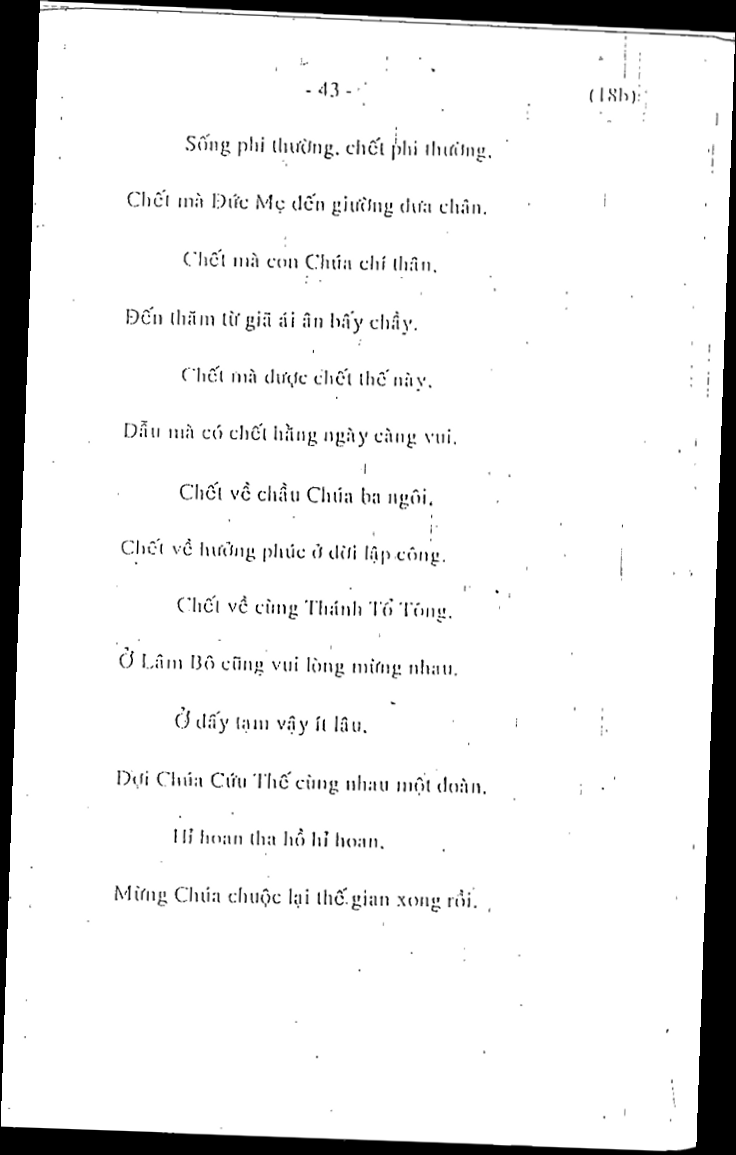 - 43 -
(18b)
Sống phi thường, chết phi thường,
Chết mà Đức Mẹ đến giường đưa chân.
Chết mà con Chúa chí thân,
Đến thăm từ giã ái ân bấy chầy.
Chết mà được chết thế này,
Dẫu mà có chết hằng ngày càng vui.
Chết về chầu Chúa ba ngôi,
Chết về hưởng phúc ở đời lập công.
Chết về cùng Thánh Tổ Tông,
Ở Lâm Bô cũng vui lòng mừng nhau.
Ở đấy tạm vậy ít lâu,
Đợi Chúa Cứu Thế cùng nhau một đoàn.
Hỉ hoan tha hồ hỉ hoan,
Mừng Chúa chuộc lại thế gian xong rồi.